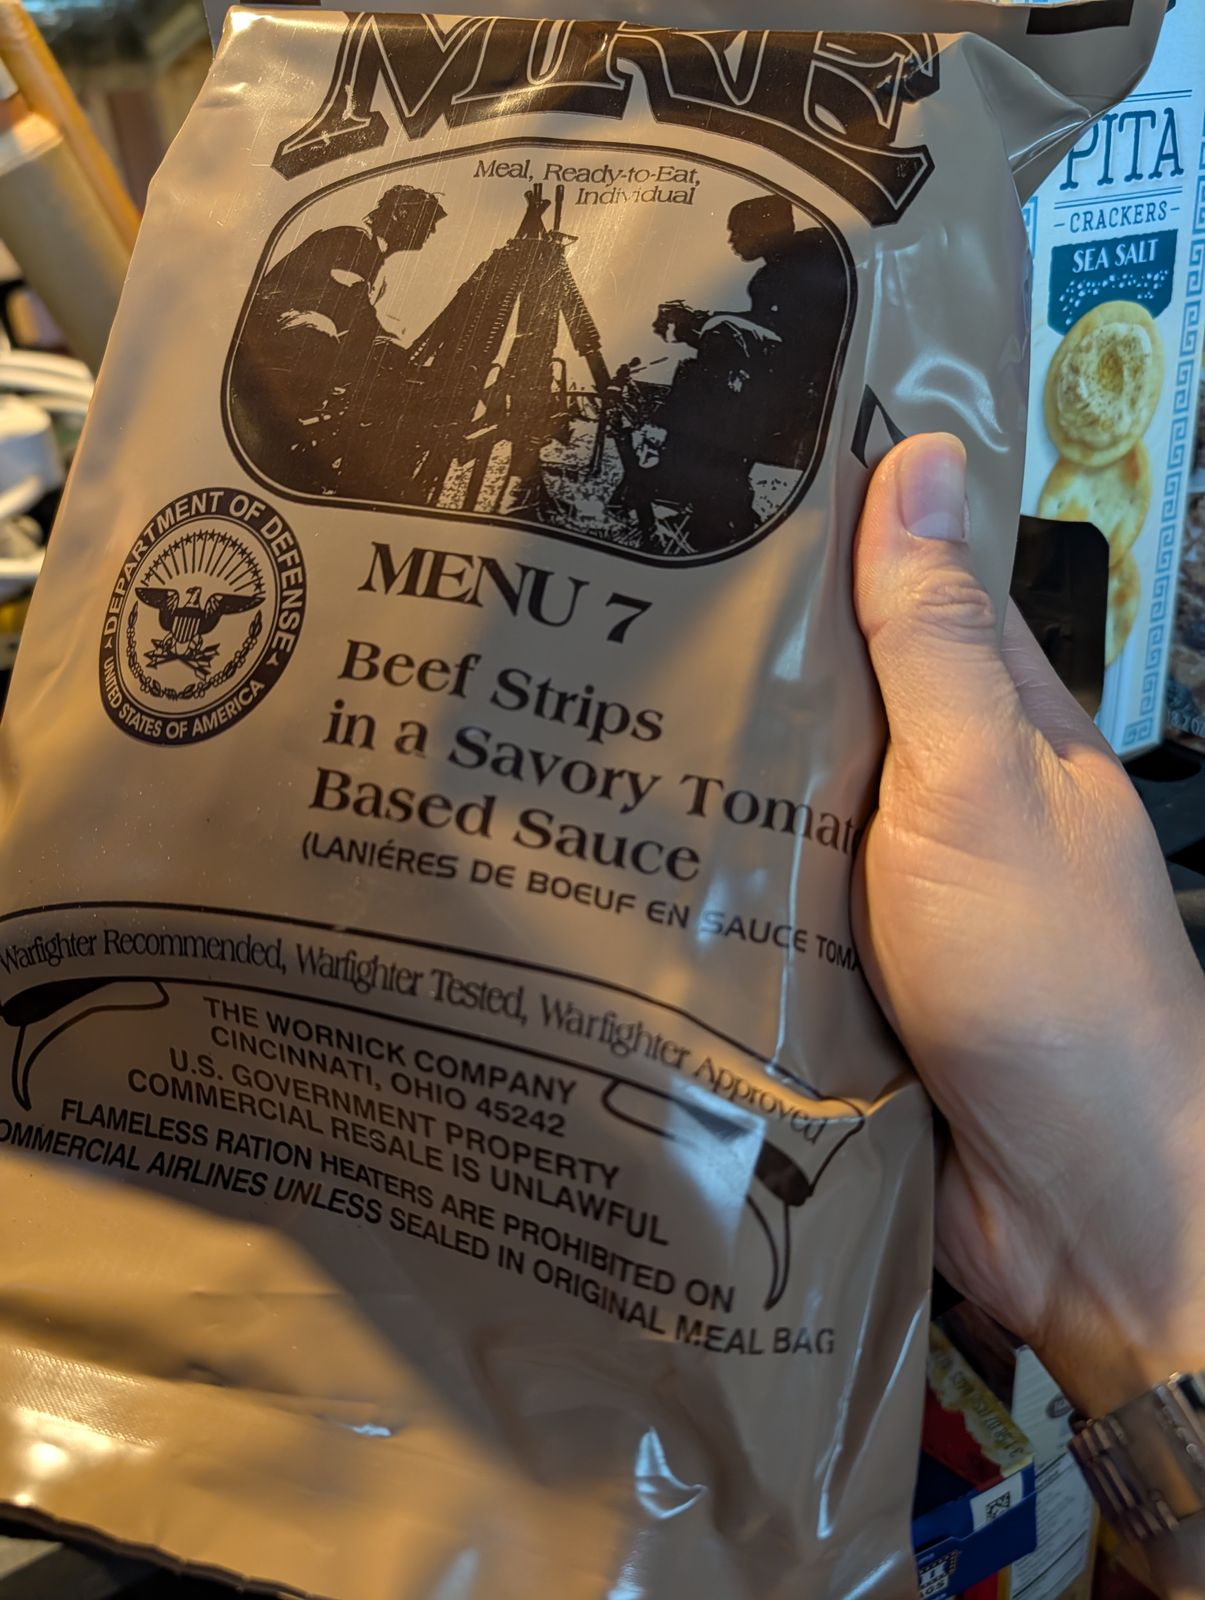 MRE
Meal, Ready-to-Eat,
Individual
7
DEPARTMENT OF DEFENSE
UNITED STATES OF AMERICA
MENU 7
Beef Strips
in a Savory Tomat
Based Sauce
(LANIÉRES DE BOEUF EN SAUCE TOM
Warfighter Recommended, Warfighter Tested, Warfighter Approved
THE WORNICK COMPANY
CINCINNATI, OHIO 45242
U.S. GOVERNMENT PROPERTY
COMMERCIAL RESALE IS UNLAWFUL
FLAMELESS RATION HEATERS ARE PROHIBITED ON
OMMERCIAL AIRLINES UNLESS SEALED IN ORIGINAL MEAL BAG
PITA
-CRACKERS-
SEA SALT